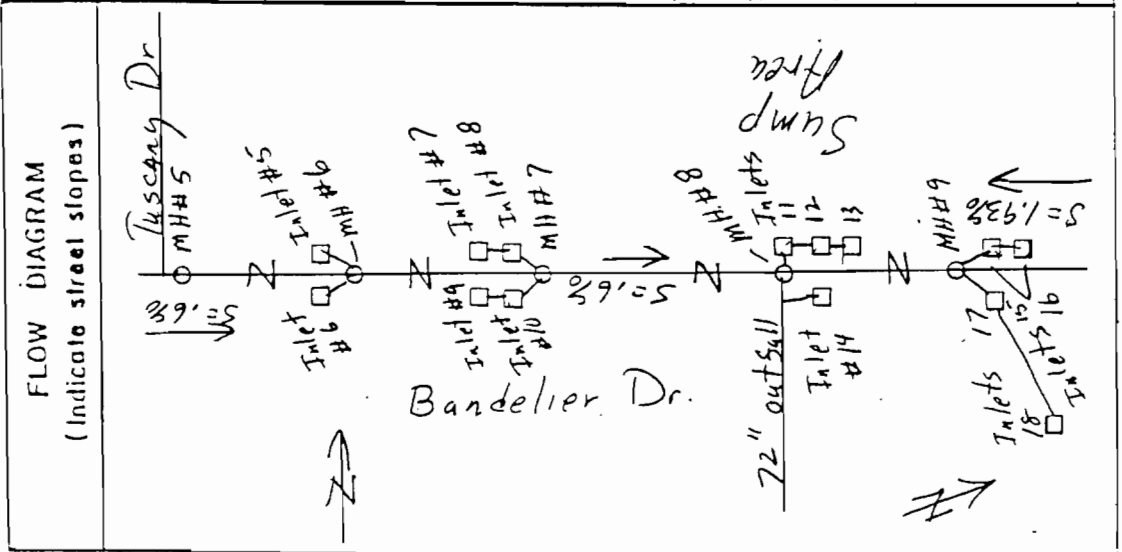 FLOW DIAGRAM
(Indicate street slopes)
Tuscany Dr
MH#5
S=.6%
Inlet #5
MH #6
Inlet
#6
Inlet #7
Inlet #8
MH #7
Inlet #9
Inlet
#10
S=.6%
Bandelier Dr.
N
Sump
Area
MH #8
Inlets
11
12
13
72" outfall
Inlet
#14
MH#9
S=1.93%
Inlets 15
16
17
Inlets
18
N